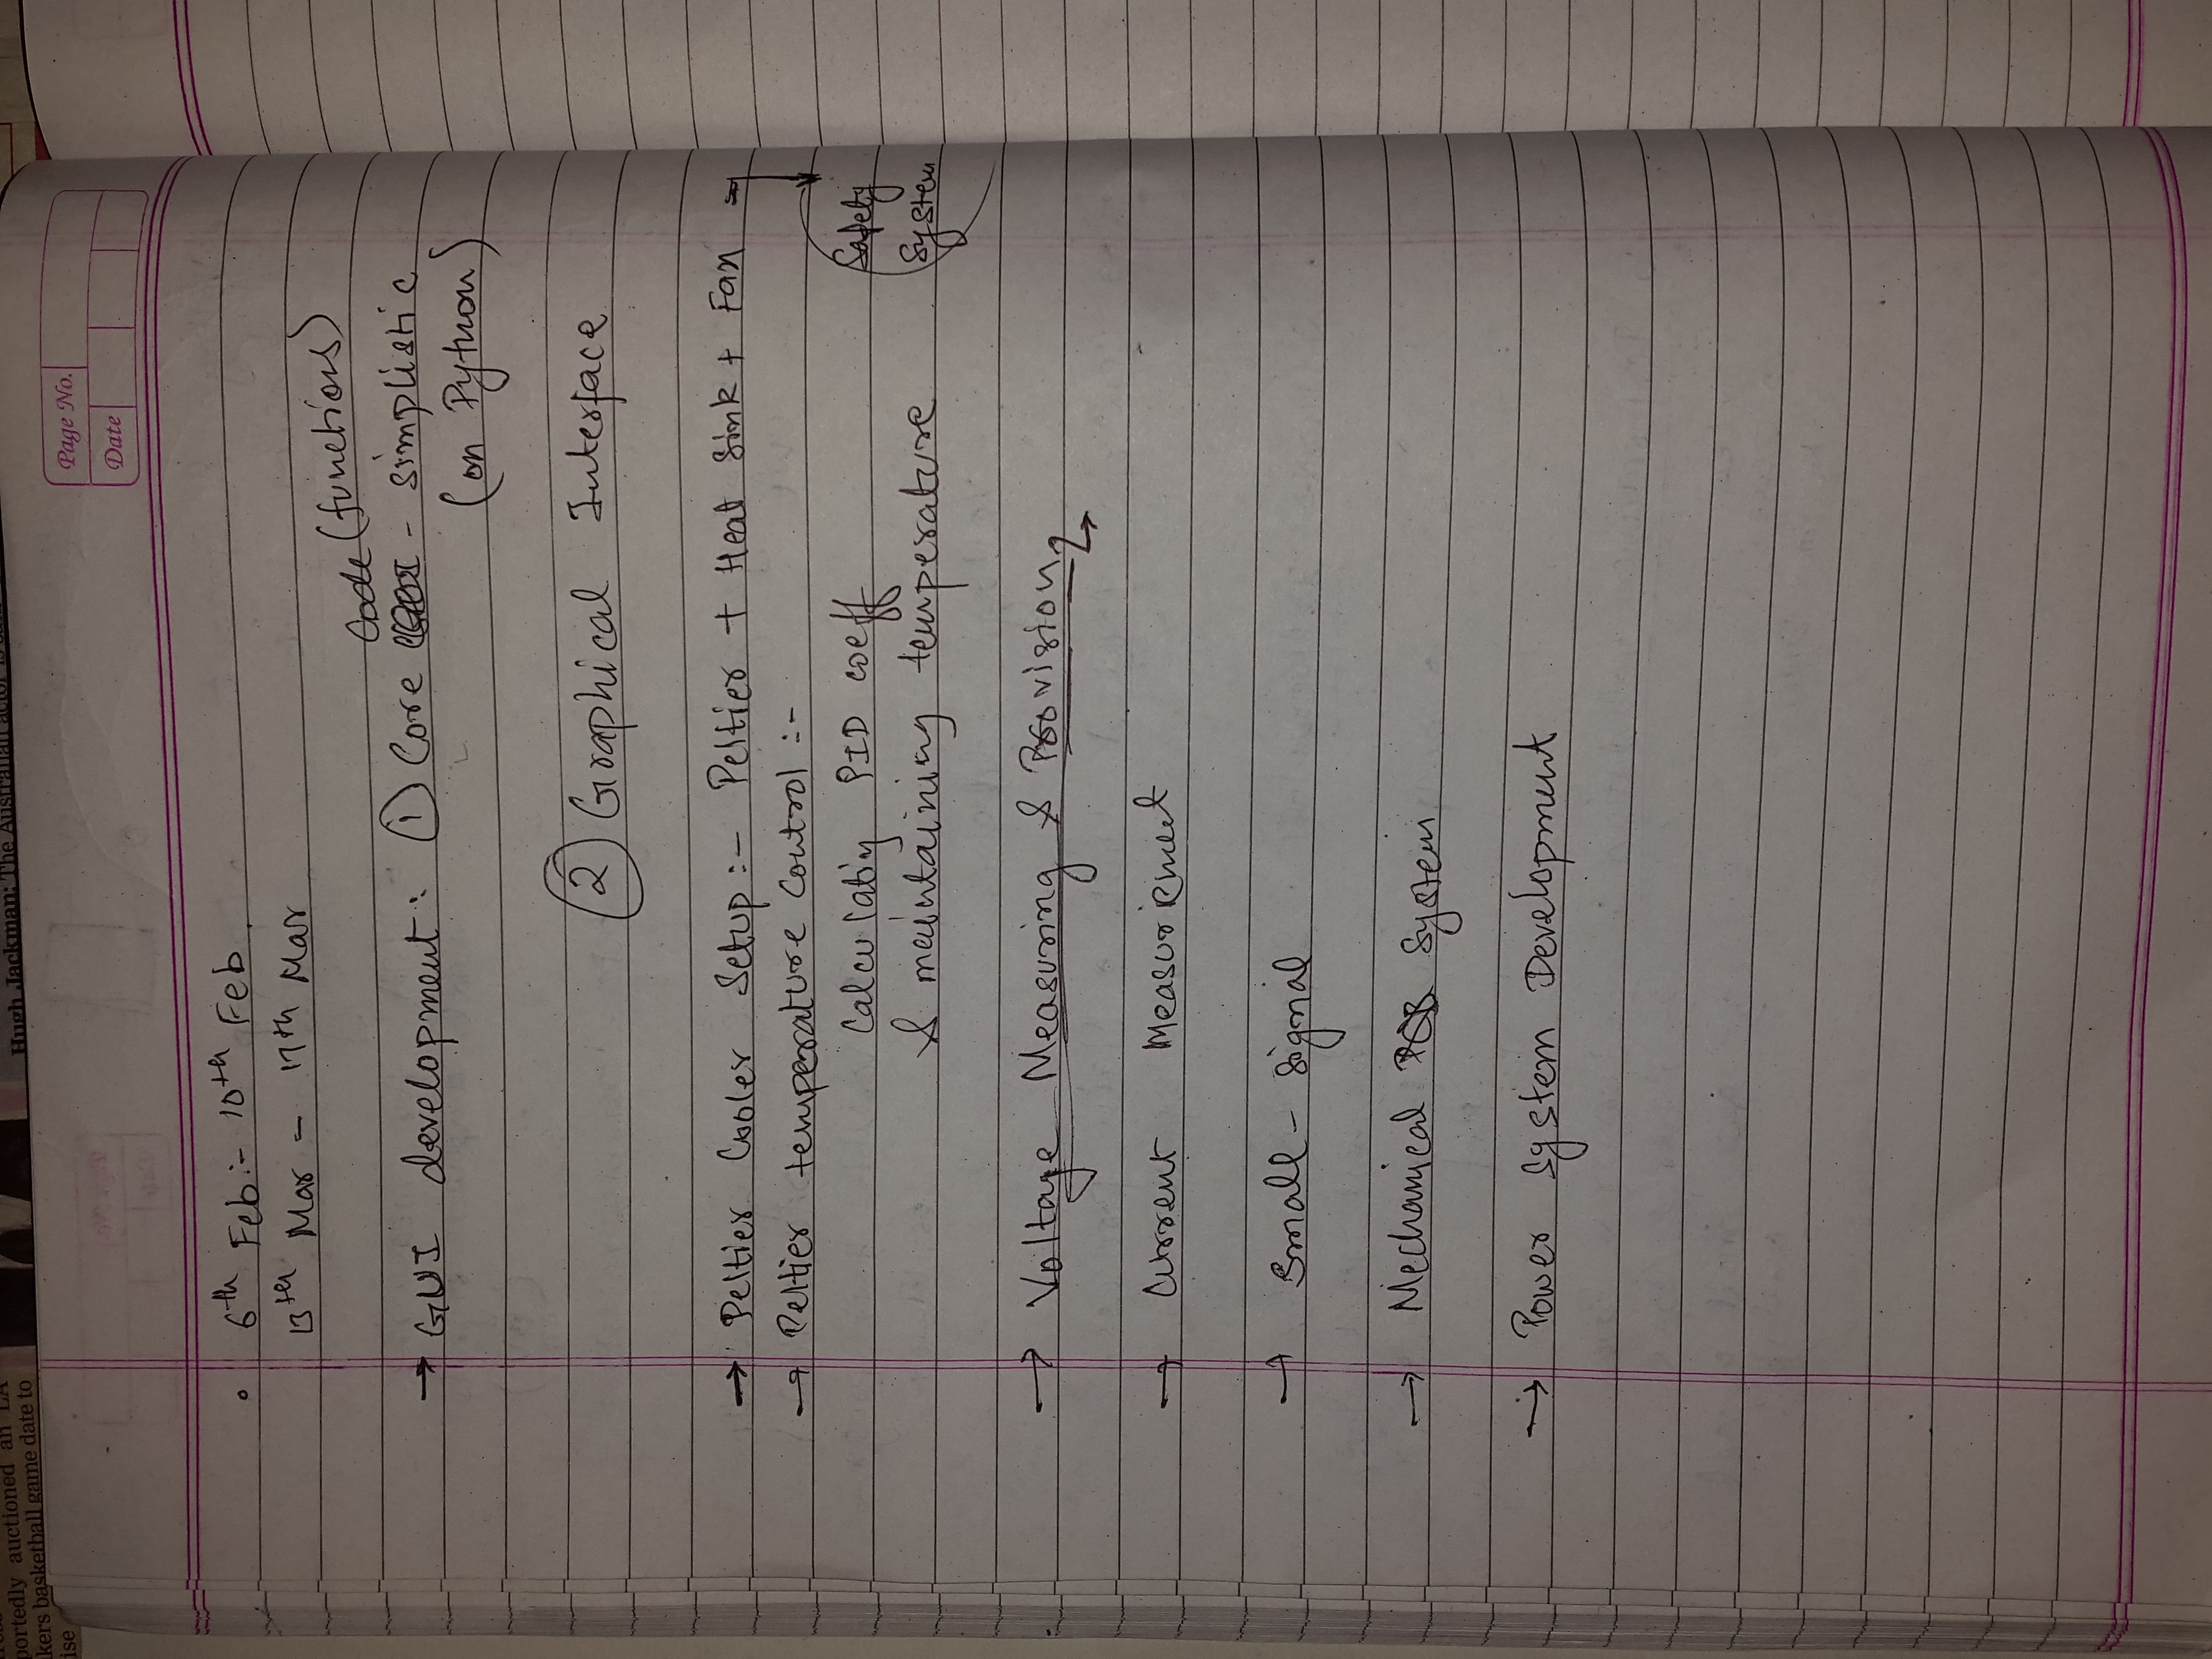 portedly auctioned an LA
kers basketball game date to
ise
Hugh Jackman: The Australian actor is
Page No.
Date
6th Feb :- 10th Feb.
13th Mar - 17th Mar
Code (functions)
→ GUI development : ① Core - simplistic
(on Python)
② Graphical Interface
→ Peltier Cooler Setup :- Peltier + Heat Sink + Fan →
→ Peltier temperature Control :-
Calculating PID coeff
Safety
& maintaining temperature
System
→ Voltage Measuring & Provision
→ Current Measurement
→ Small - Signal
→ Mechanical PCB System
→ Power System Development